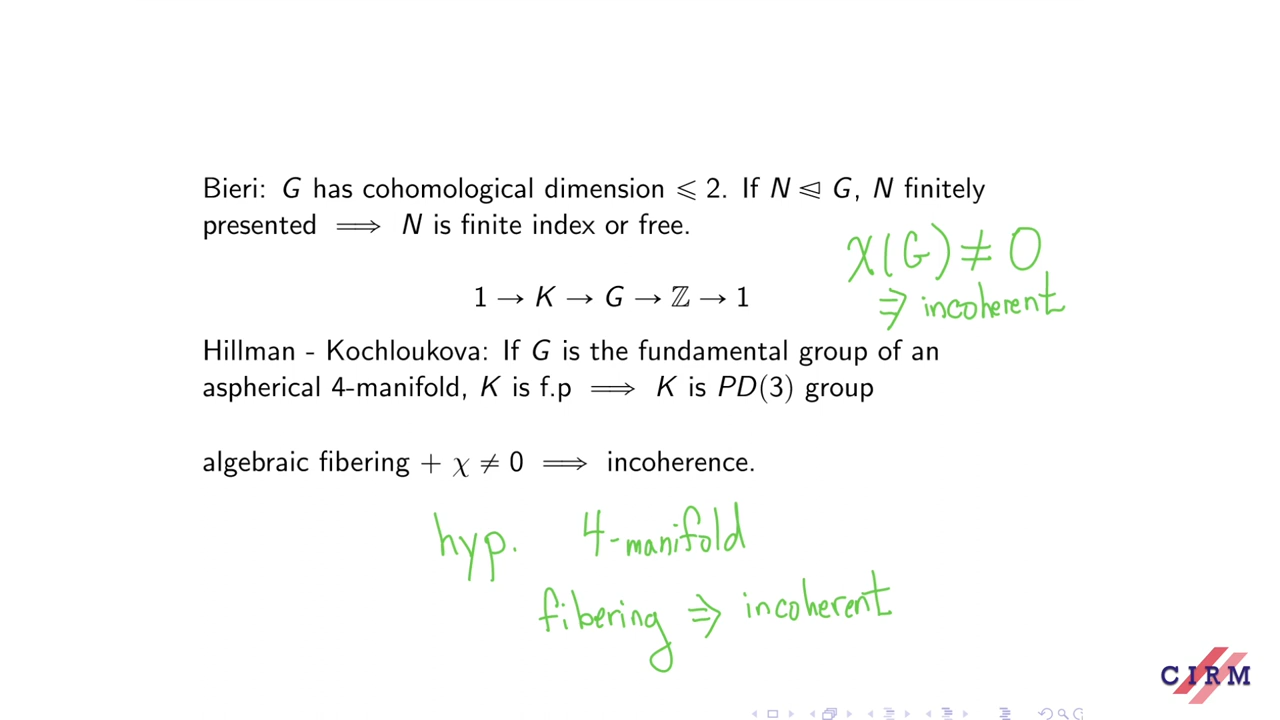 Bieri: G has cohomological dimension ⩽ 2. If N ⊲ G, N finitely
presented ⟹ N is finite index or free.
χ(G) ≠ 0
⇒ incoherent
1 → K → G → ℤ → 1
Hillman - Kochloukova: If G is the fundamental group of an
aspherical 4-manifold, K is f.p ⟹ K is PD(3) group
algebraic fibering + χ ≠ 0 ⟹ incoherence.
hyp. 4-manifold
fibering ⇒ incoherent
CIRM